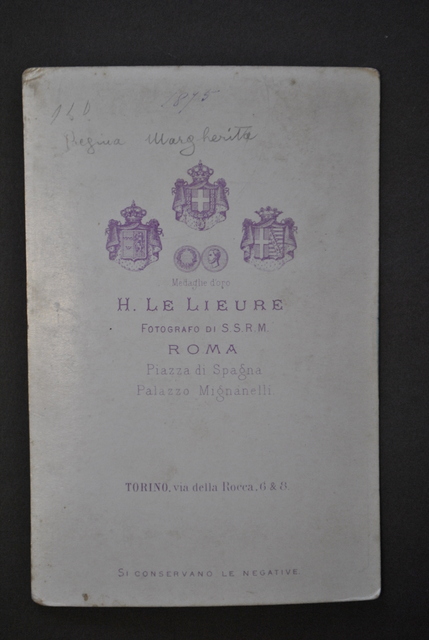 1875
Regina Margherita
Medaglie d'oro
H. LE LIEURE
FOTOGRAFO DI S.S.R.M.
ROMA
Piazza di Spagna
Palazzo Mignanelli
TORINO, via della Rocca, 6 & 8.
SI CONSERVANO LE NEGATIVE